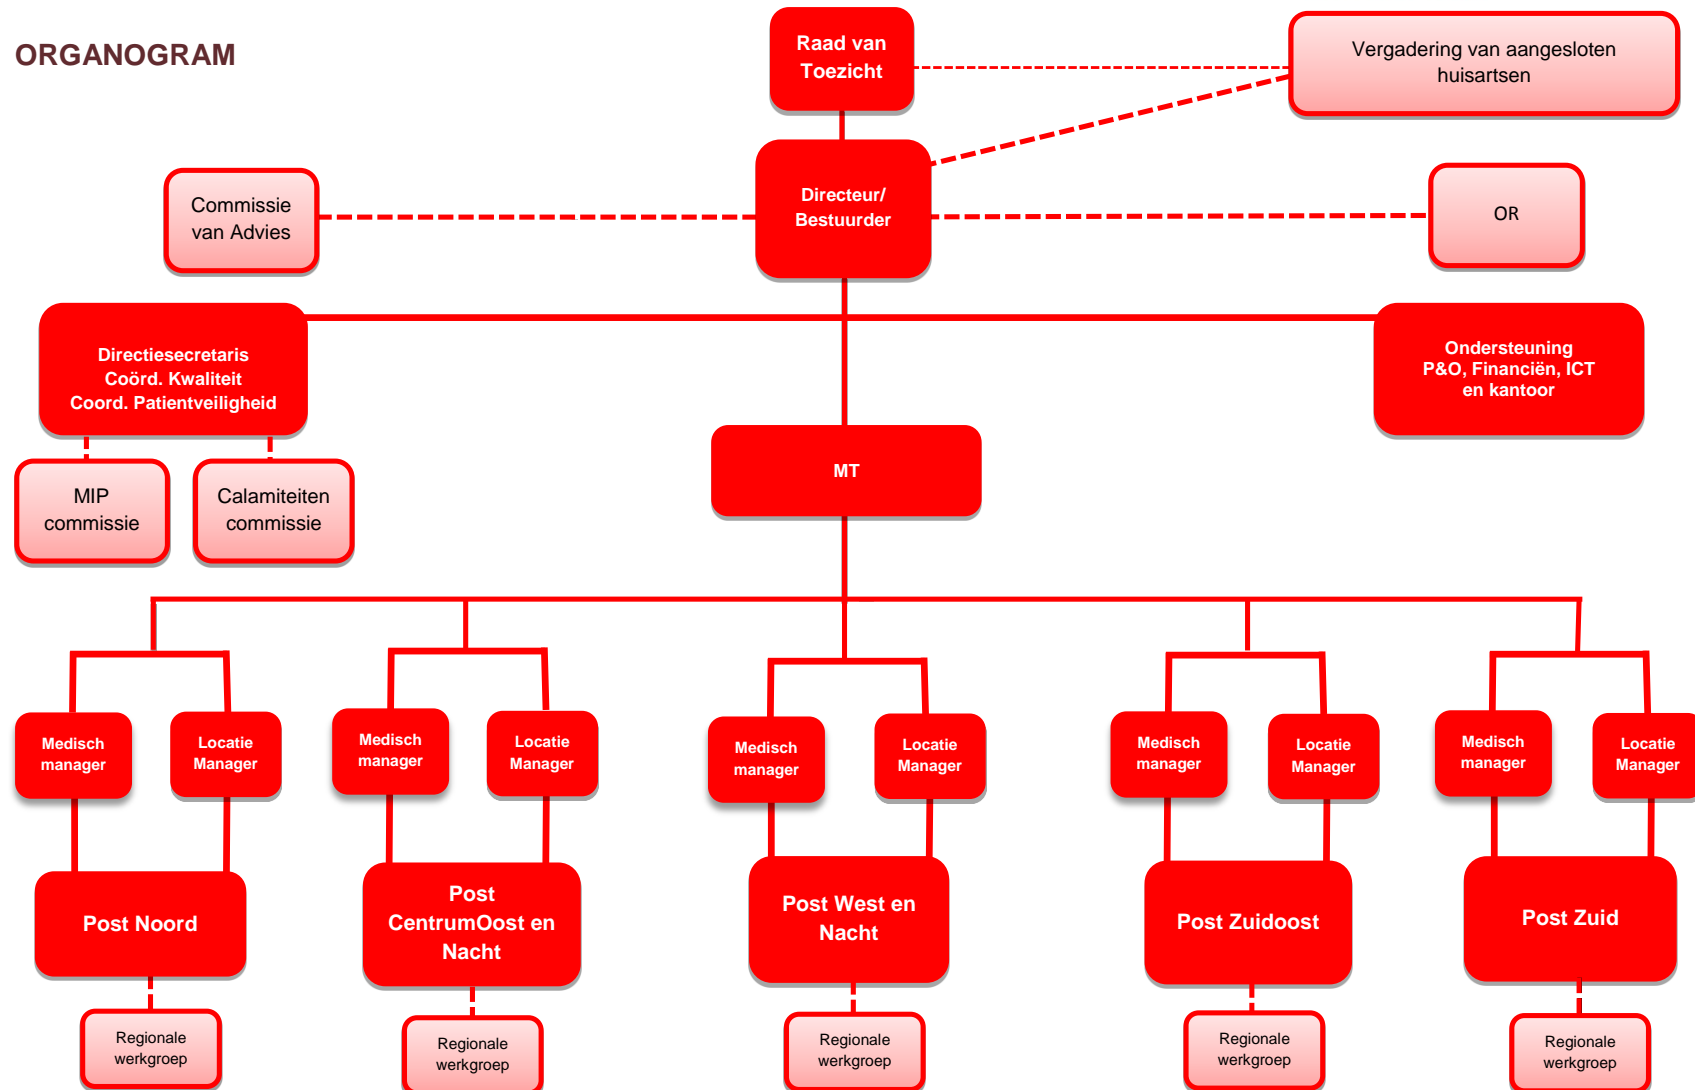 ORGANOGRAM
Raad van
Toezicht
Vergadering van aangesloten
huisartsen
Commissie
van Advies
Directeur/
Bestuurder
OR
Directiesecretaris
Coörd. Kwaliteit
Coord. Patientveiligheid
Ondersteuning
P&O, Financiën, ICT
en kantoor
MIP
commissie
Calamiteiten
commissie
MT
Medisch
manager
Locatie
Manager
Medisch
manager
Locatie
Manager
Medisch
manager
Locatie
Manager
Medisch
manager
Locatie
Manager
Medisch
manager
Locatie
Manager
Post Noord
Post
CentrumOost en
Nacht
Post West en
Nacht
Post Zuidoost
Post Zuid
Regionale
werkgroep
Regionale
werkgroep
Regionale
werkgroep
Regionale
werkgroep
Regionale
werkgroep